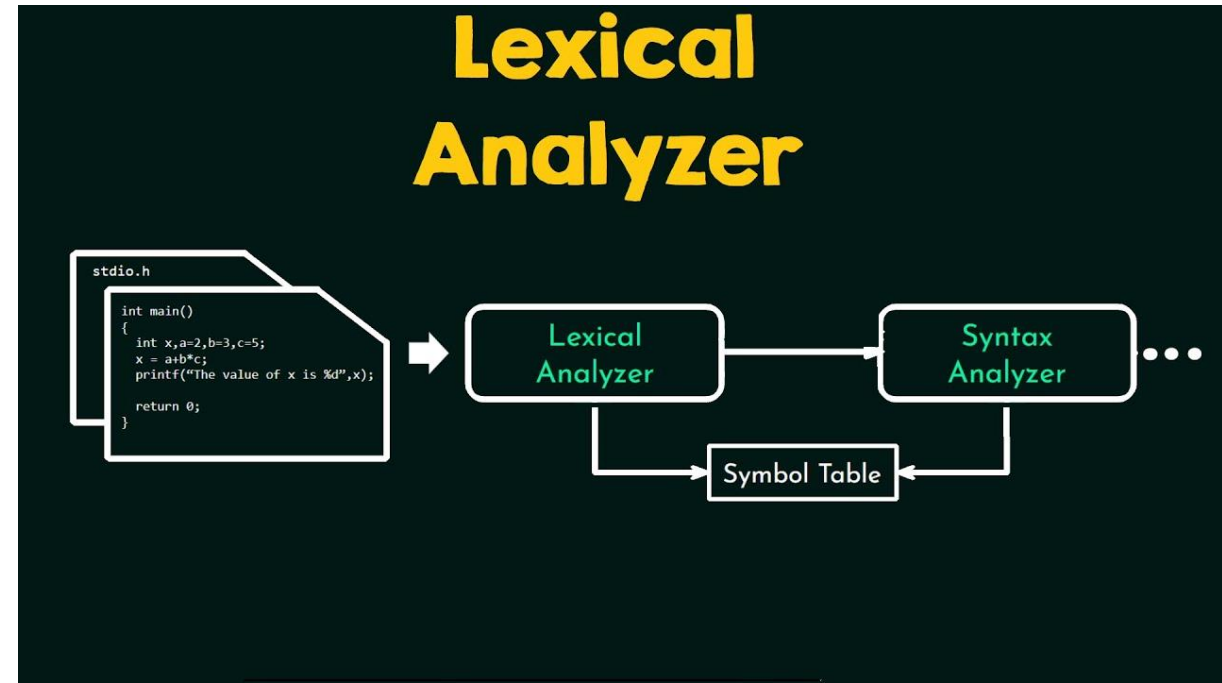 Lexical
Analyzer
stdio.h
int main()
{
int x,a=2,b=3,c=5;
x = a+b*c;
printf(“The value of x is %d”,x);
return 0;
}
Lexical
Analyzer
Syntax
Analyzer
Symbol Table